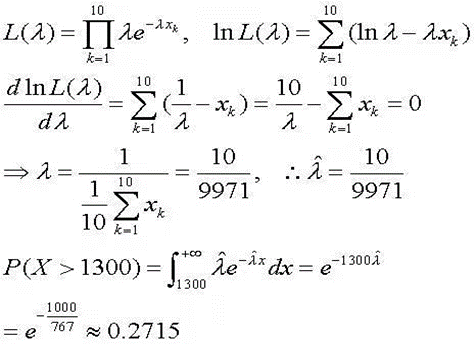 L(λ) = ∏_{k=1}^{10} λe^{-λx_k}, ln L(λ) = ∑_{k=1}^{10} (ln λ - λx_k)
d ln L(λ)/dλ = ∑_{k=1}^{10} (1/λ - x_k) = 10/λ - ∑_{k=1}^{10} x_k = 0
⇒ λ = 1/(1/10 ∑_{k=1}^{10} x_k) = 10/9971, ∴ λ̂ = 10/9971
P(X > 1300) = ∫_{1300}^{+∞} λ̂e^{-λ̂x}dx = e^{-1300λ̂}
= e^{-1000/767} ≈ 0.2715